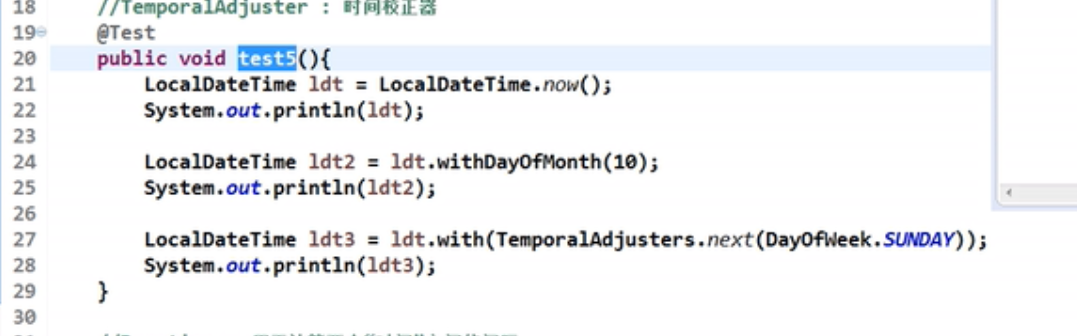 18 //TemporalAdjuster : 时间校正器
19 @Test
20 public void test5(){
21 LocalDateTime ldt = LocalDateTime.now();
22 System.out.println(ldt);
23
24 LocalDateTime ldt2 = ldt.withDayOfMonth(10);
25 System.out.println(ldt2);
26
27 LocalDateTime ldt3 = ldt.with(TemporalAdjusters.next(DayOfWeek.SUNDAY));
28 System.out.println(ldt3);
29 }
30